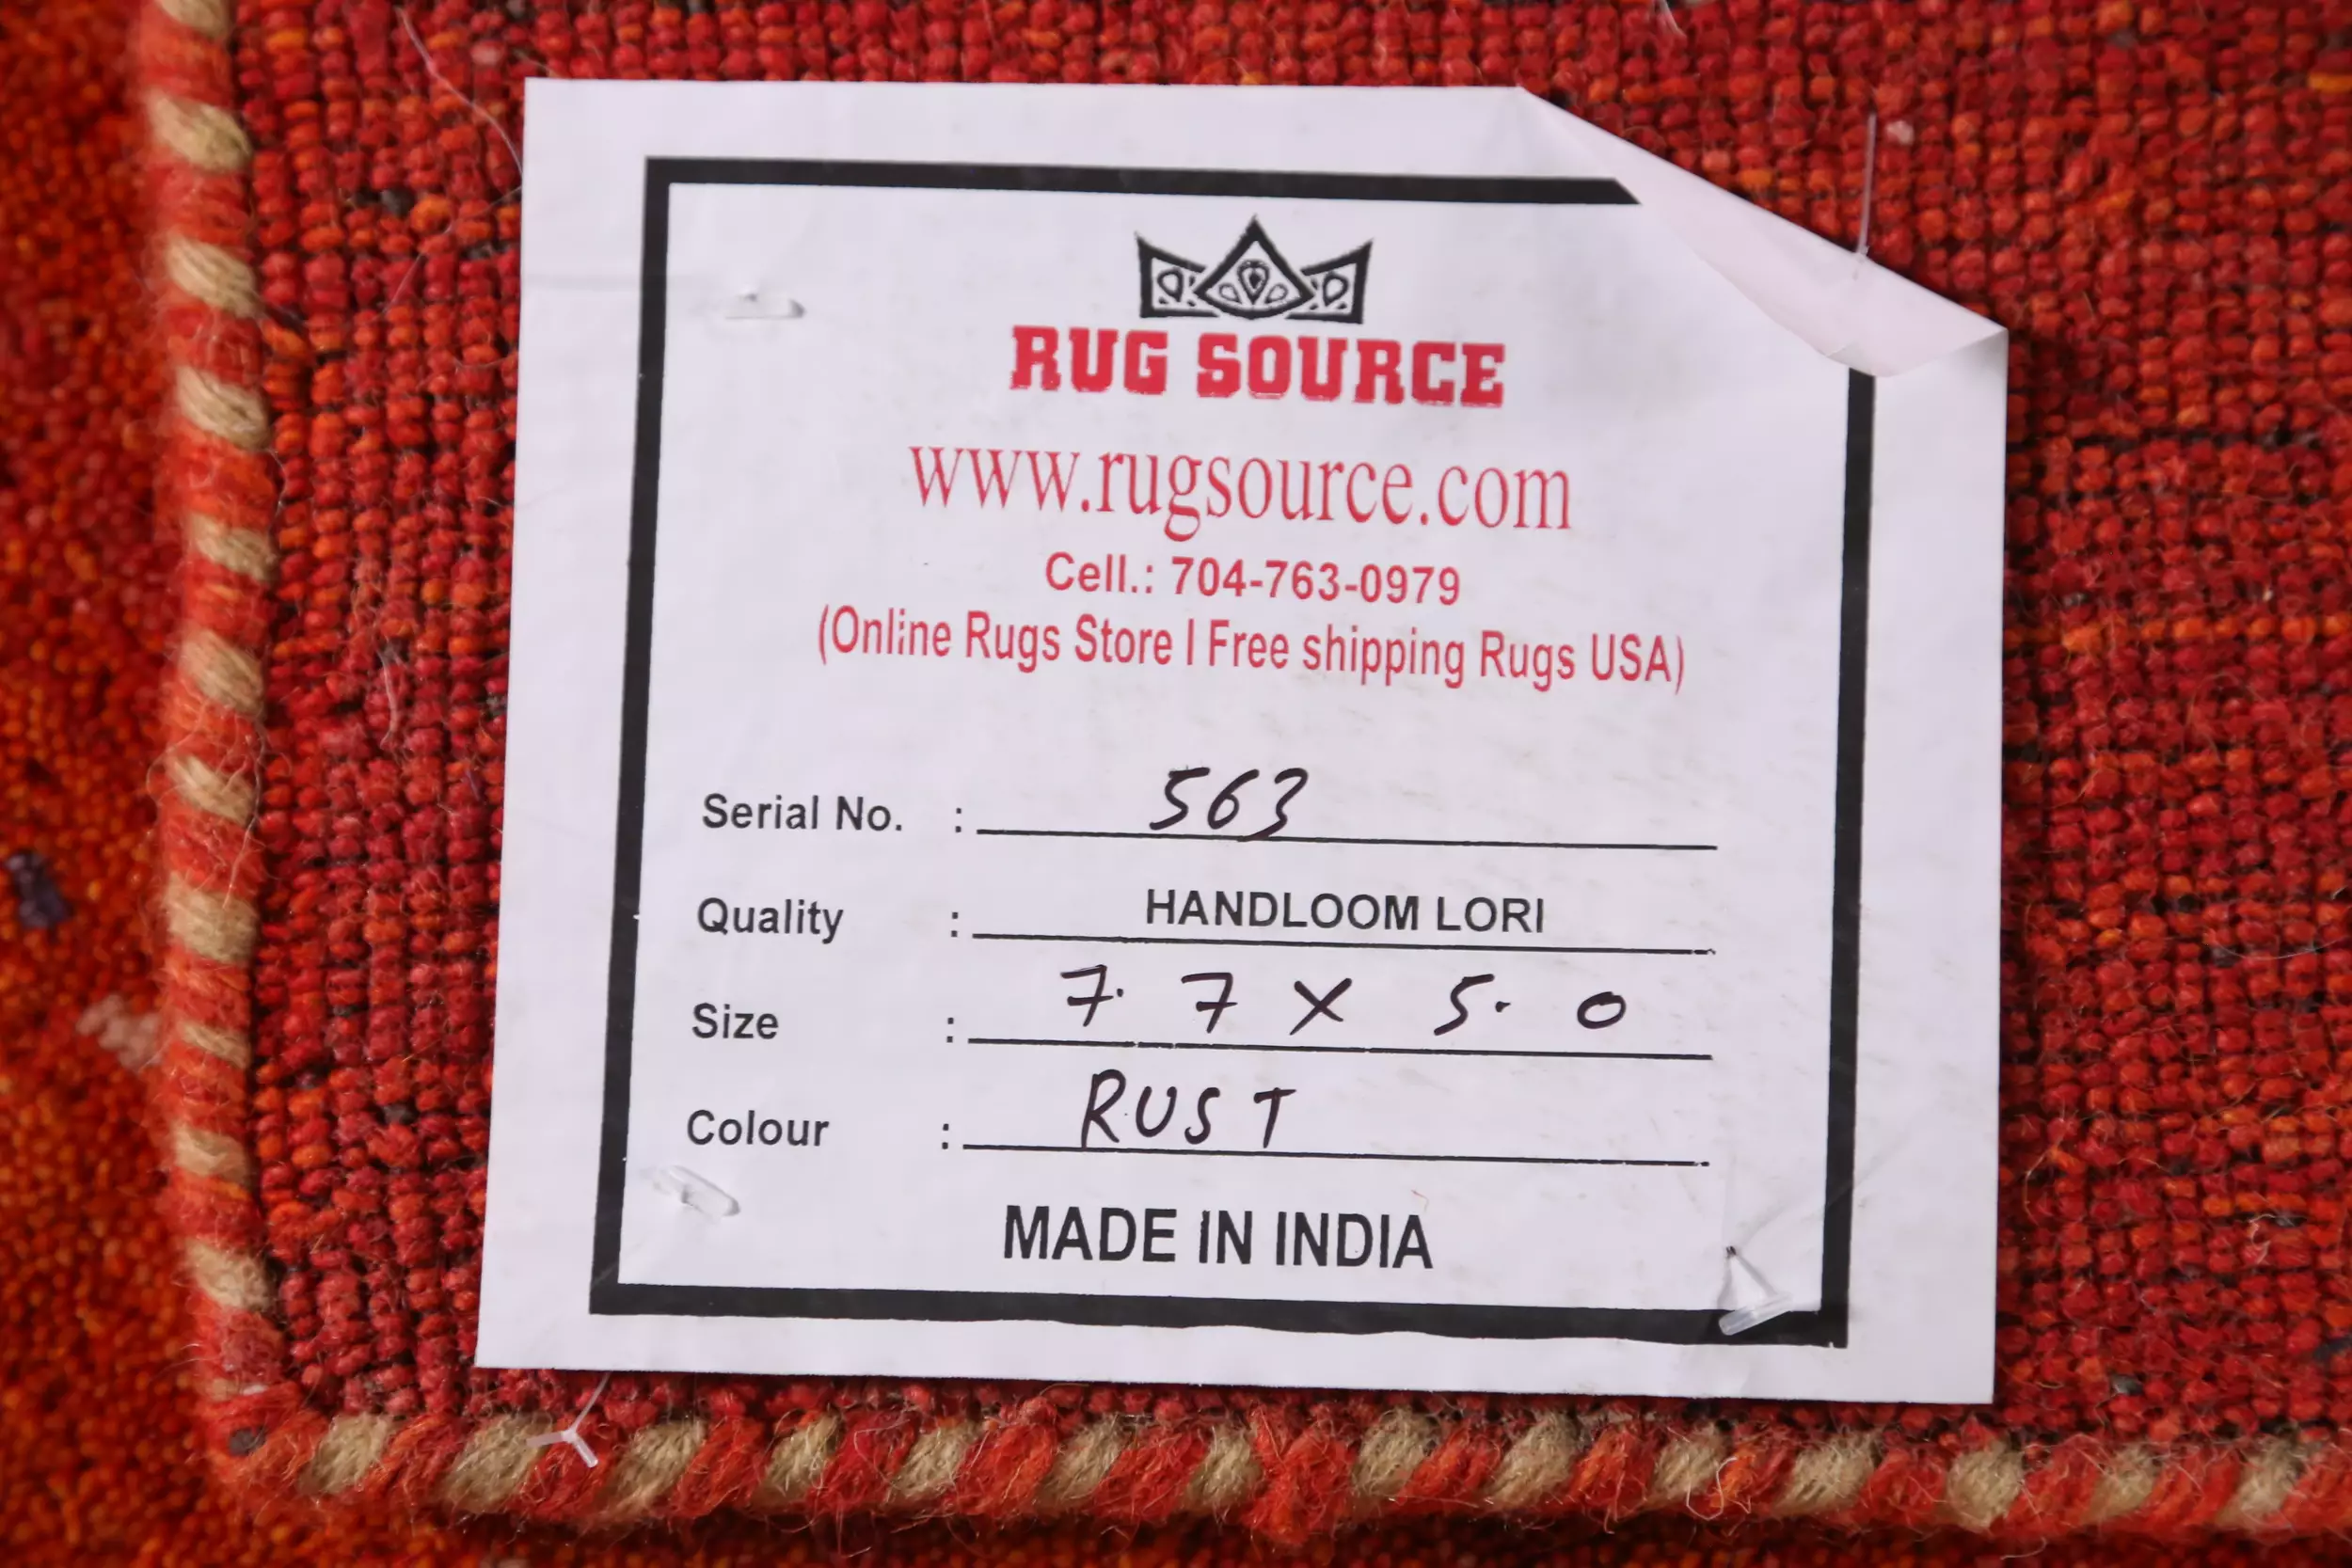 RUG SOURCE
www.rugsource.com
Cell.: 704-763-0979
(Online Rugs Store I Free shipping Rugs USA)
Serial No. : 563
Quality : HANDLOOM LORI
Size : 7.7 X 5.0
Colour : RUST
MADE IN INDIA